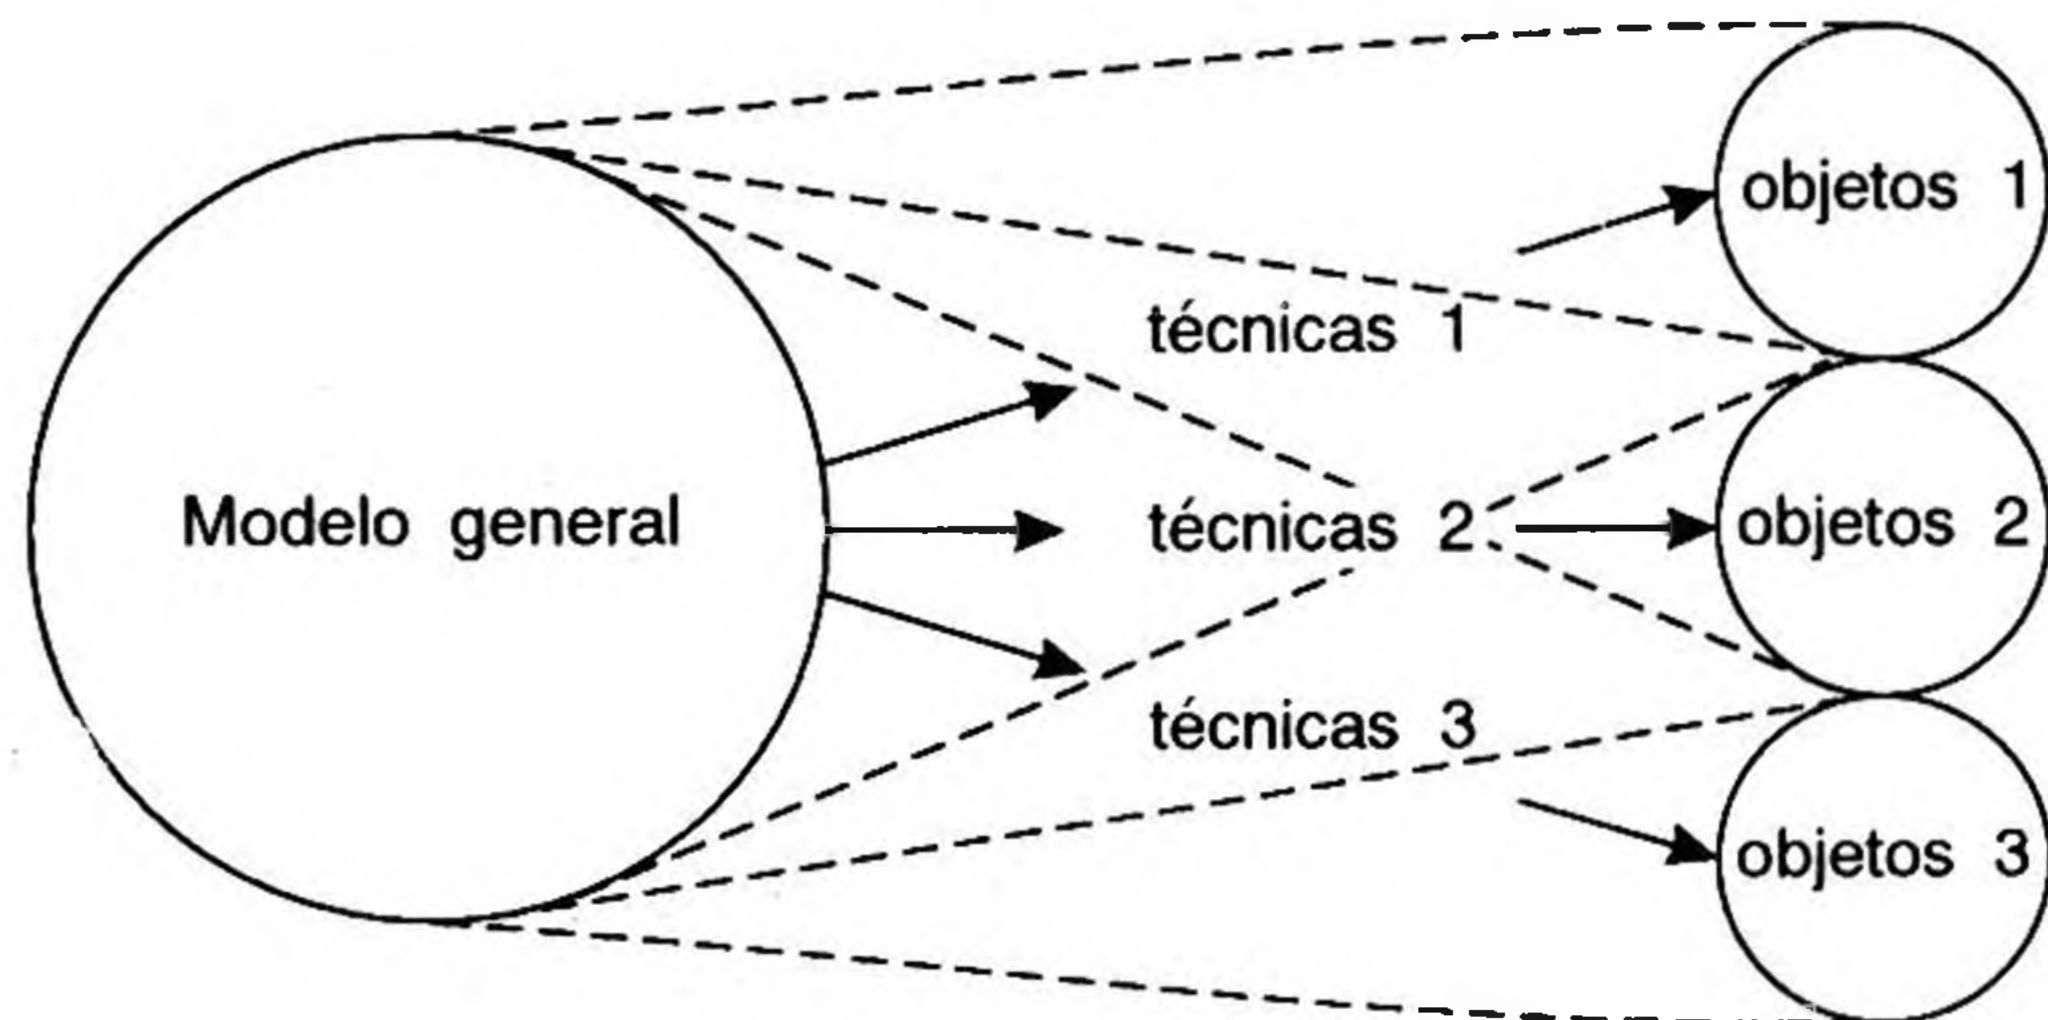 objetos 1
técnicas 1
Modelo general
técnicas 2
objetos 2
técnicas 3
objetos 3